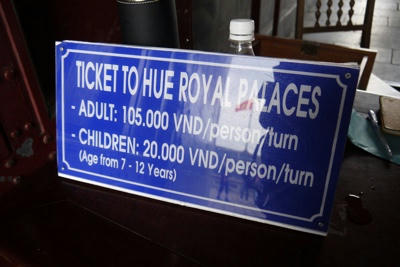 TICKET TO HUE ROYAL PALACES
- ADULT: 105.000 VND/person/turn
- CHILDREN: 20.000 VND/person/turn
(Age from 7 - 12 Years)